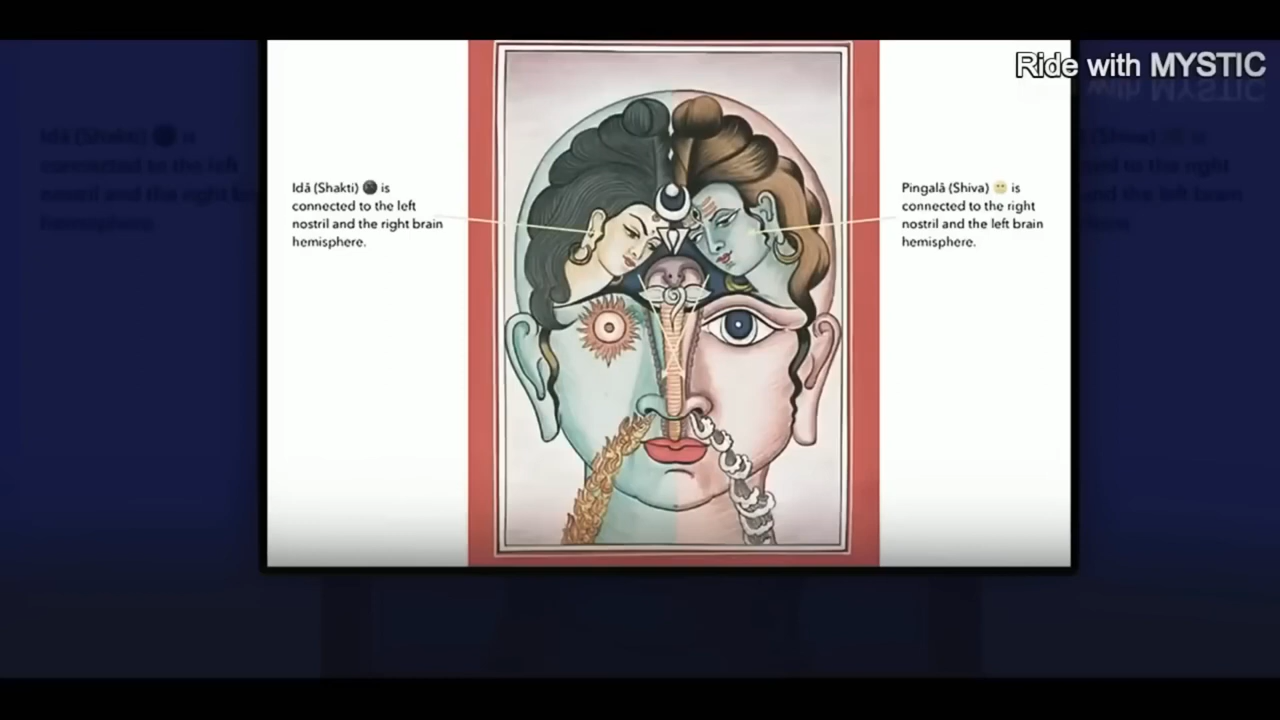 Ride with MYSTIC
Idā (Shakti) 🌚 is
connected to the left
nostril and the right brain
hemisphere.
Pingalā (Shiva) 🌝 is
connected to the right
nostril and the left brain
hemisphere.